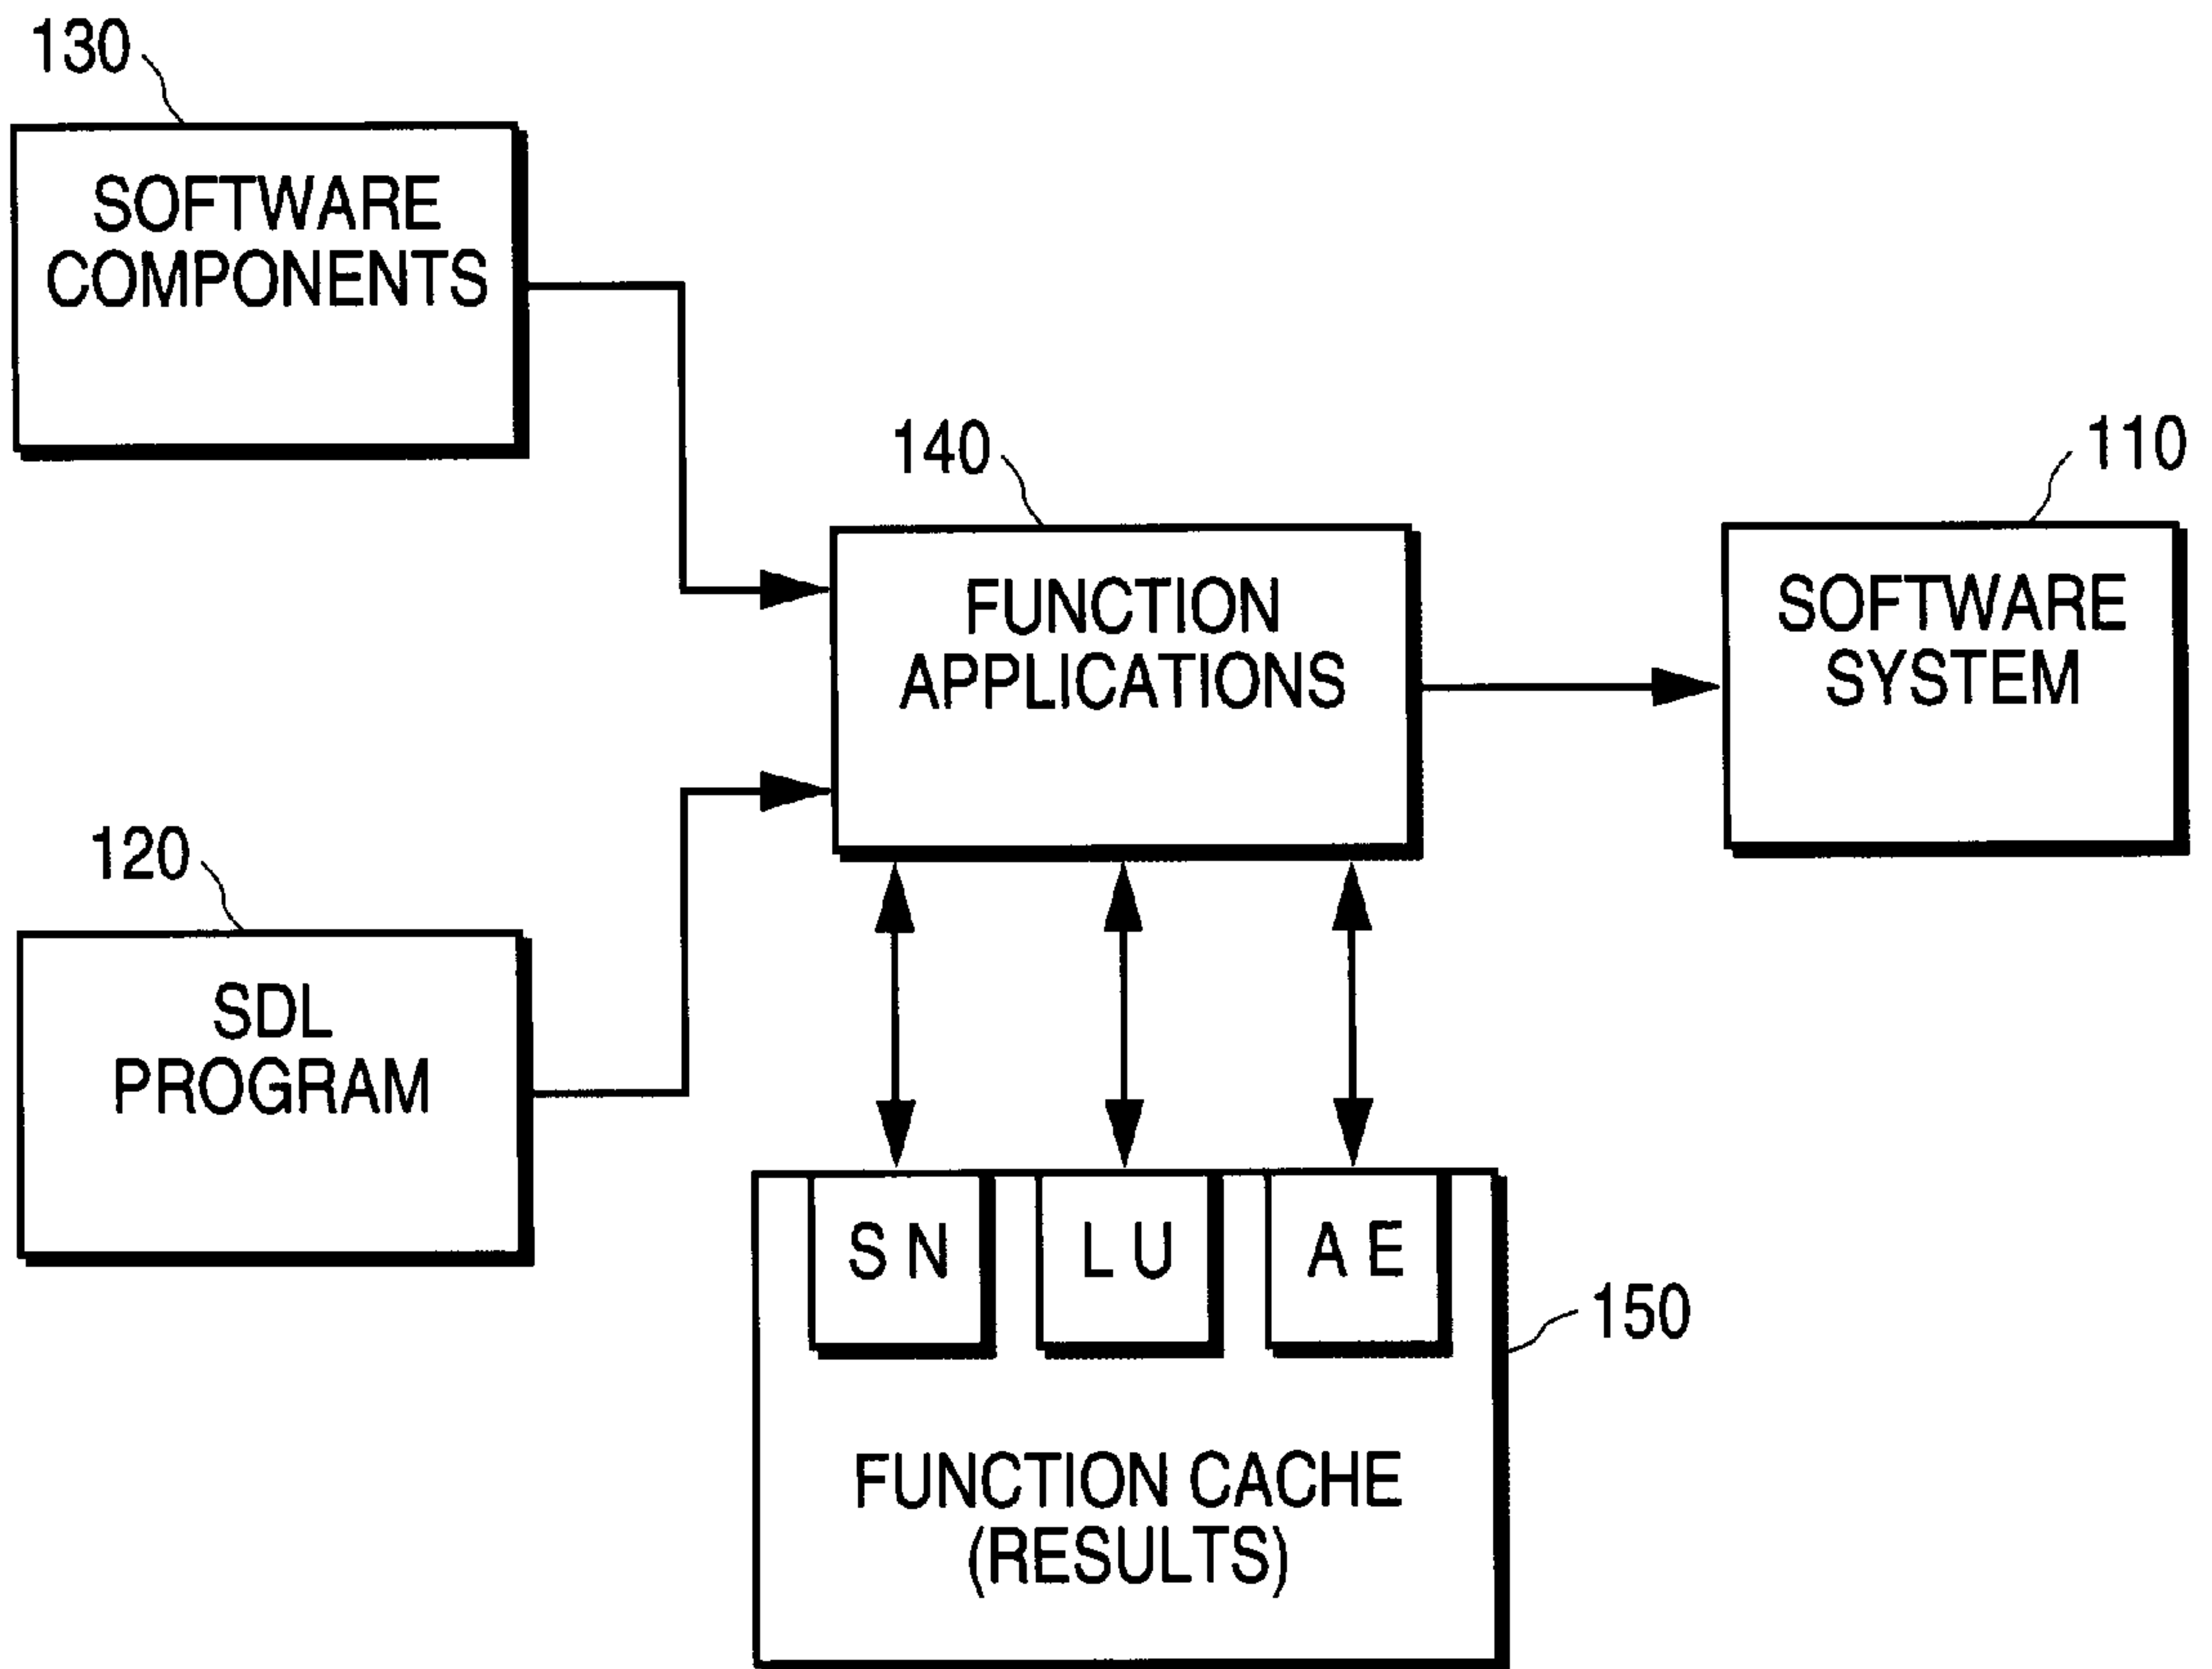 130
SOFTWARE
COMPONENTS
140
FUNCTION
APPLICATIONS
110
SOFTWARE
SYSTEM
120
SDL
PROGRAM
S N
L U
A E
150
FUNCTION CACHE
(RESULTS)